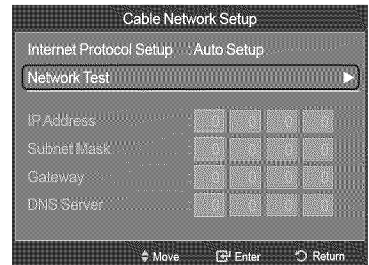 Cable Network Setup
Internet Protocol Setup : Auto Setup
Network Test
IP Address : 0 0 0 0
Subnet Mask : 0 0 0 0
Gateway : 0 0 0 0
DNS Server : 0 0 0 0
Move Enter Return